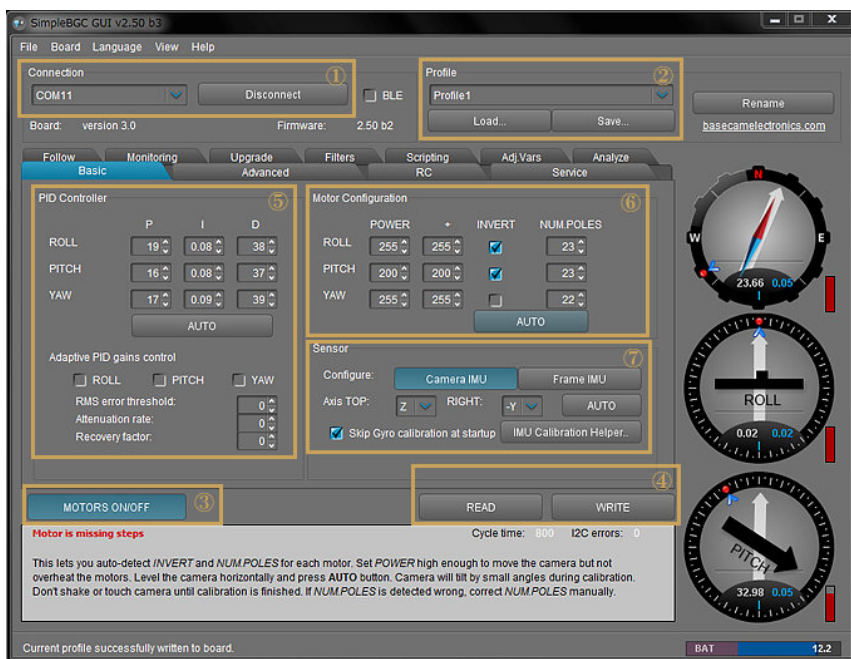 SimpleBGC GUI v2.50 b3
File Board Language View Help
Connection ① Profile ②
COM11 Disconnect BLE Profile1
Load... Save... Rename
Board: version 3.0 Firmware: 2.50 b2 basecamelectronics.com
Follow Monitoring Upgrade Filters Scripting Adj.Vars Analyze
Basic Advanced RC Service
PID Controller ⑤ Motor Configuration ⑥
P I D POWER + INVERT NUM.POLES
ROLL 19 0.08 38 ROLL 255 255 23
PITCH 16 0.08 37 PITCH 200 200 23
YAW 17 0.09 39 YAW 255 255 22
AUTO AUTO
N
W E
23.66 0.05
Adaptive PID gains control
ROLL PITCH YAW
RMS error threshold: 0
Attenuation rate: 0
Recovery factor: 0
Sensor ⑦
Configure: Camera IMU Frame IMU
Axis TOP: Z RIGHT: -Y AUTO
Skip Gyro calibration at startup IMU Calibration Helper..
ROLL
0.02 0.02
MOTORS ON/OFF ③ READ WRITE ④
Motor is missing steps Cycle time: 800 I2C errors: 0
This lets you auto-detect INVERT and NUM.POLES for each motor. Set POWER high enough to move the camera but not
overheat the motors. Level the camera horizontally and press AUTO button. Camera will tilt by small angles during calibration.
Don't shake or touch camera until calibration is finished. If NUM.POLES is detected wrong, correct NUM.POLES manually.
PITCH
32.98 0.05
Current profile successfully written to board. BAT 12.2